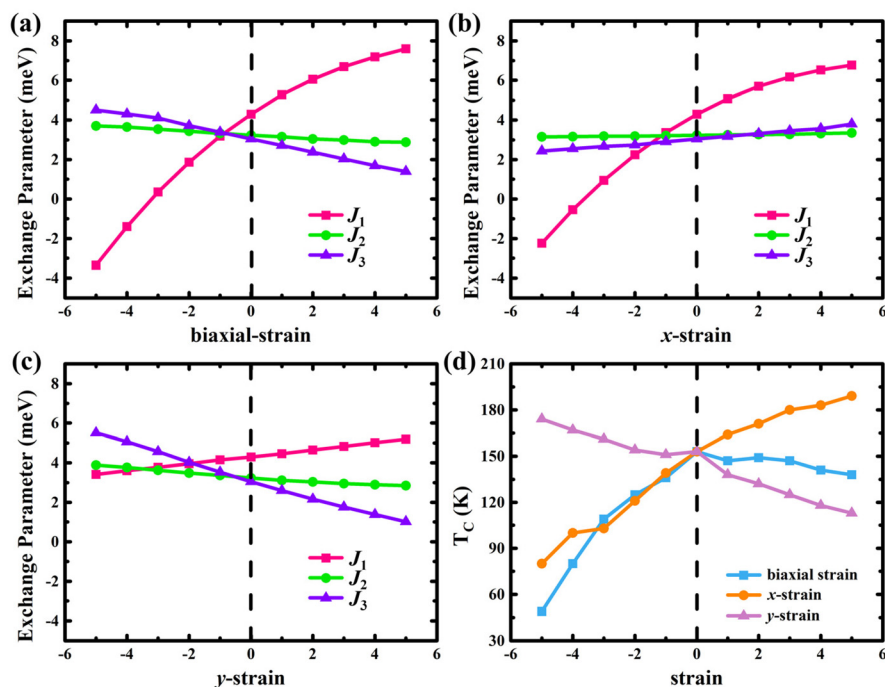 (a)
Exchange Parameter (meV)
8
6
4
2
0
-2
-4
J1
J2
J3
-6 -4 -2 0 2 4 6
biaxial-strain
(b)
Exchange Parameter (meV)
8
6
4
2
0
-2
-4
J1
J2
J3
-6 -4 -2 0 2 4 6
x-strain
(c)
Exchange Parameter (meV)
8
6
4
2
0
-2
-4
J1
J2
J3
-6 -4 -2 0 2 4 6
y-strain
(d)
TC (K)
210
180
150
120
90
60
30
biaxial strain
x-strain
y-strain
-6 -4 -2 0 2 4 6
strain